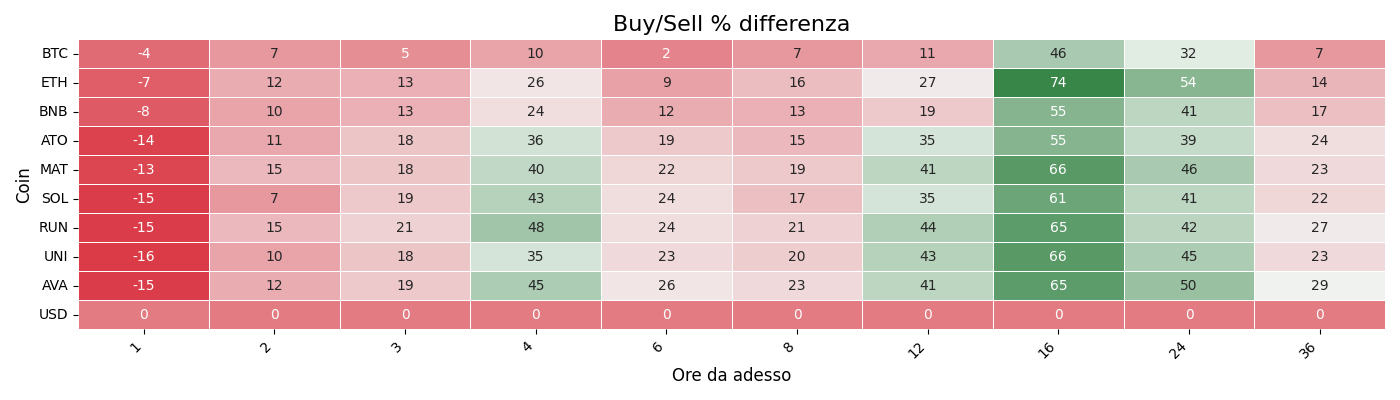 Buy/Sell % differenza
Coin
BTC -4 7 5 10 2 7 11 46 32 7
ETH -7 12 13 26 9 16 27 74 54 14
BNB -8 10 13 24 12 13 19 55 41 17
ATO -14 11 18 36 19 15 35 55 39 24
MAT -13 15 18 40 22 19 41 66 46 23
SOL -15 7 19 43 24 17 35 61 41 22
RUN -15 15 21 48 24 21 44 65 42 27
UNI -16 10 18 35 23 20 43 66 45 23
AVA -15 12 19 45 26 23 41 65 50 29
USD 0 0 0 0 0 0 0 0 0 0
1 2 3 4 6 8 12 16 24 36
Ore da adesso